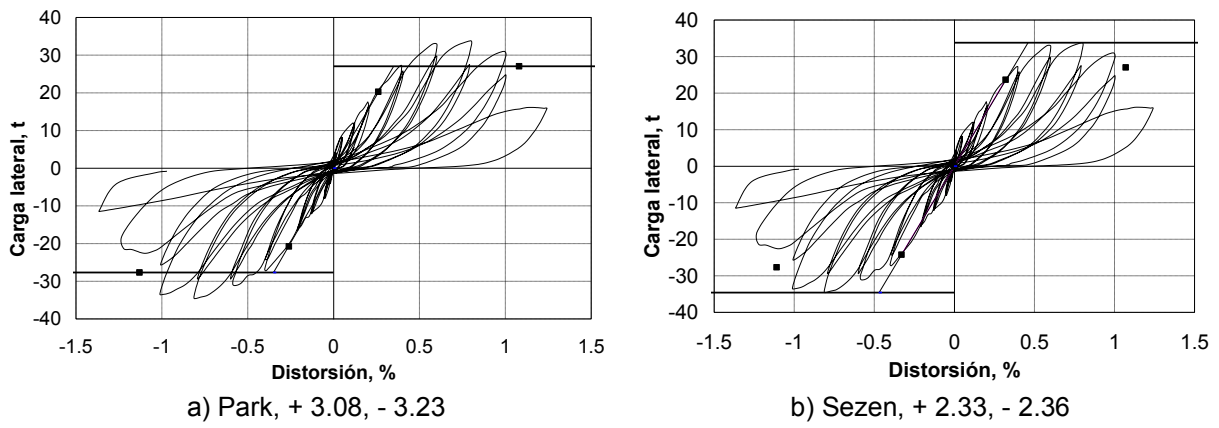 40
30
20
10
0
-10
-20
-30
-40
Carga lateral, t
-1.5 -1 -0.5 0 0.5 1 1.5
Distorsión, %
a) Park, + 3.08, - 3.23
40
30
20
10
0
-10
-20
-30
-40
Carga lateral, t
-1.5 -1 -0.5 0 0.5 1 1.5
Distorsión, %
b) Sezen, + 2.33, - 2.36